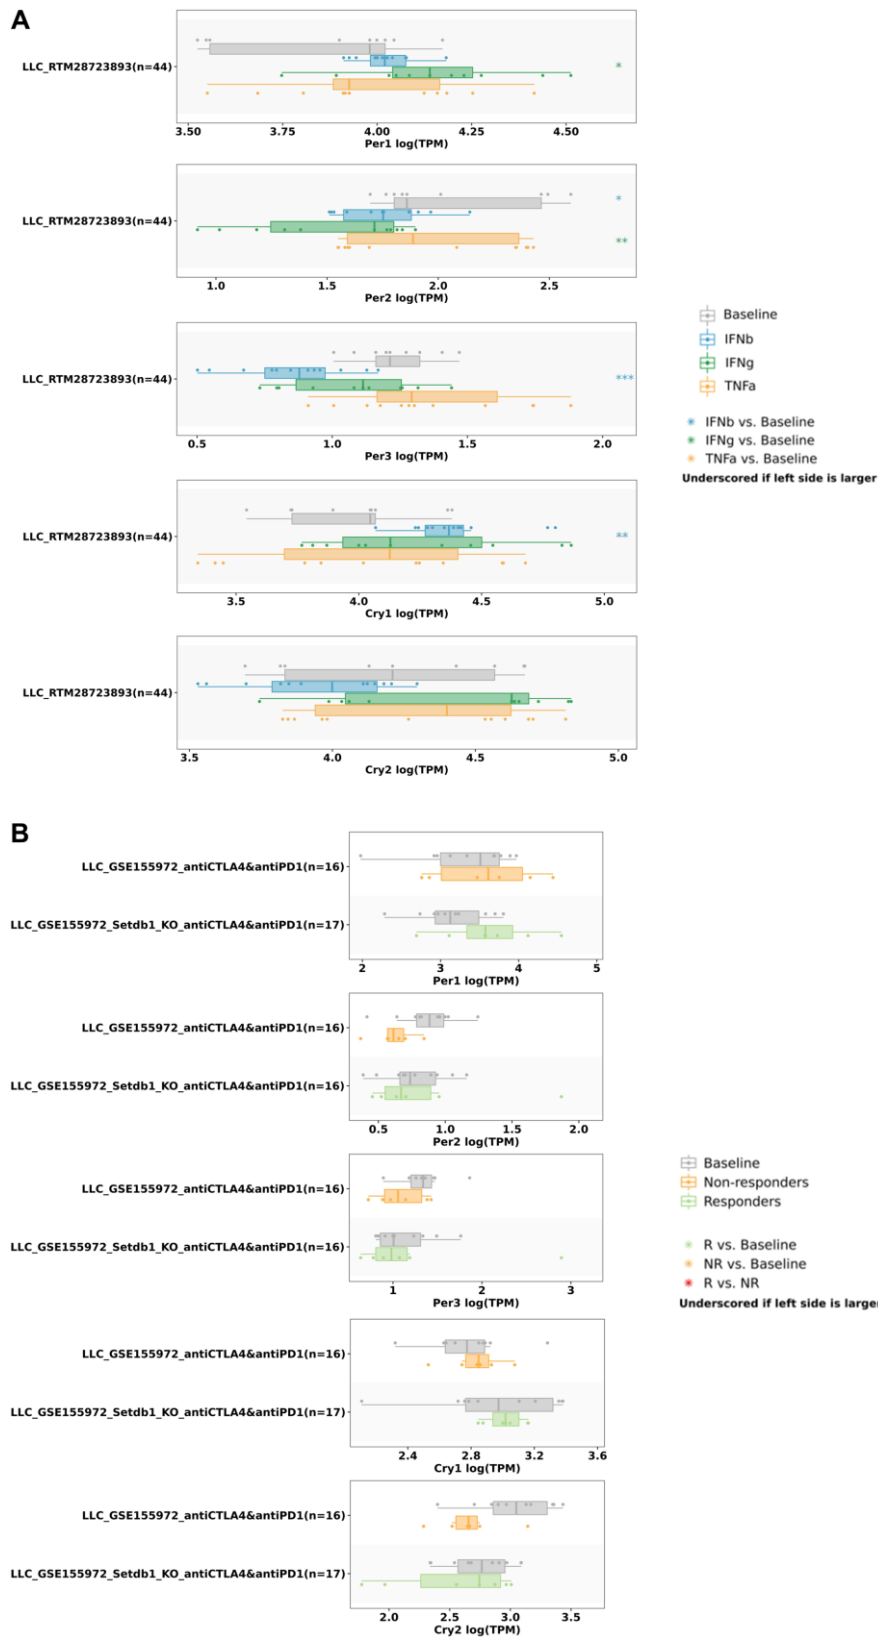 A
LLC_RTM28723893(n=44)
*
3.50 3.75 4.00 4.25 4.50
Per1 log(TPM)
LLC_RTM28723893(n=44)
*
**
1.0 1.5 2.0 2.5
Per2 log(TPM)
LLC_RTM28723893(n=44)
***
0.5 1.0 1.5 2.0
Per3 log(TPM)
LLC_RTM28723893(n=44)
**
3.5 4.0 4.5 5.0
Cry1 log(TPM)
LLC_RTM28723893(n=44)
3.5 4.0 4.5 5.0
Cry2 log(TPM)
Baseline
IFNb
IFNg
TNFa
* IFNb vs. Baseline
* IFNg vs. Baseline
* TNFa vs. Baseline
Underscored if left side is larger
B
LLC_GSE155972_antiCTLA4&antiPD1(n=16)
LLC_GSE155972_Setdb1_KO_antiCTLA4&antiPD1(n=17)
2 3 4 5
Per1 log(TPM)
LLC_GSE155972_antiCTLA4&antiPD1(n=16)
LLC_GSE155972_Setdb1_KO_antiCTLA4&antiPD1(n=16)
0.5 1.0 1.5 2.0
Per2 log(TPM)
LLC_GSE155972_antiCTLA4&antiPD1(n=16)
LLC_GSE155972_Setdb1_KO_antiCTLA4&antiPD1(n=16)
1 2 3
Per3 log(TPM)
LLC_GSE155972_antiCTLA4&antiPD1(n=16)
LLC_GSE155972_Setdb1_KO_antiCTLA4&antiPD1(n=17)
2.4 2.8 3.2 3.6
Cry1 log(TPM)
LLC_GSE155972_antiCTLA4&antiPD1(n=16)
LLC_GSE155972_Setdb1_KO_antiCTLA4&antiPD1(n=17)
2.0 2.5 3.0 3.5
Cry2 log(TPM)
Baseline
Non-responders
Responders
* R vs. Baseline
* NR vs. Baseline
* R vs. NR
Underscored if left side is larger